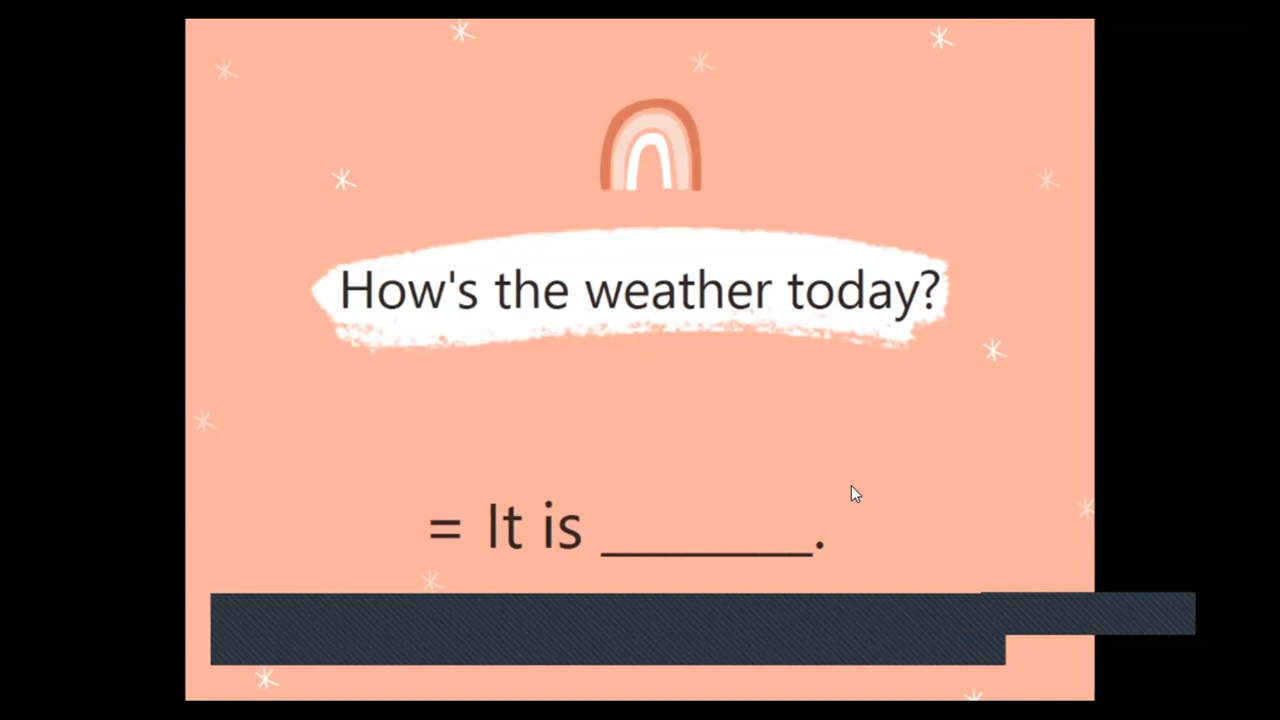 How's the weather today?
= It is ________.